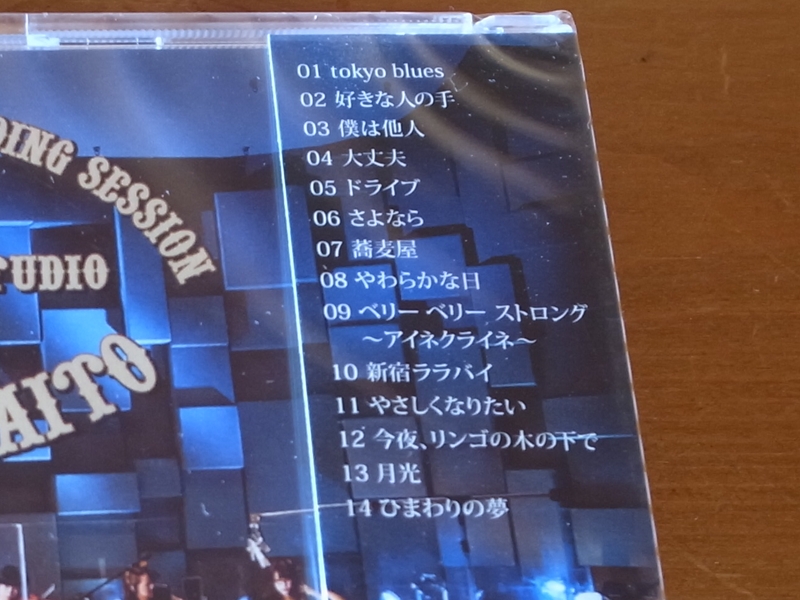 DING SESSION
TUDIO
AITO
01 tokyo blues
02 好きな人の手
03 僕は他人
04 大丈夫
05 ドライブ
06 さよなら
07 蕎麦屋
08 やわらかな日
09 ベリー ベリー ストロング
〜アイネクライネ〜
10 新宿ララバイ
11 やさしくなりたい
12 今夜、リンゴの木の下で
13 月光
14 ひまわりの夢